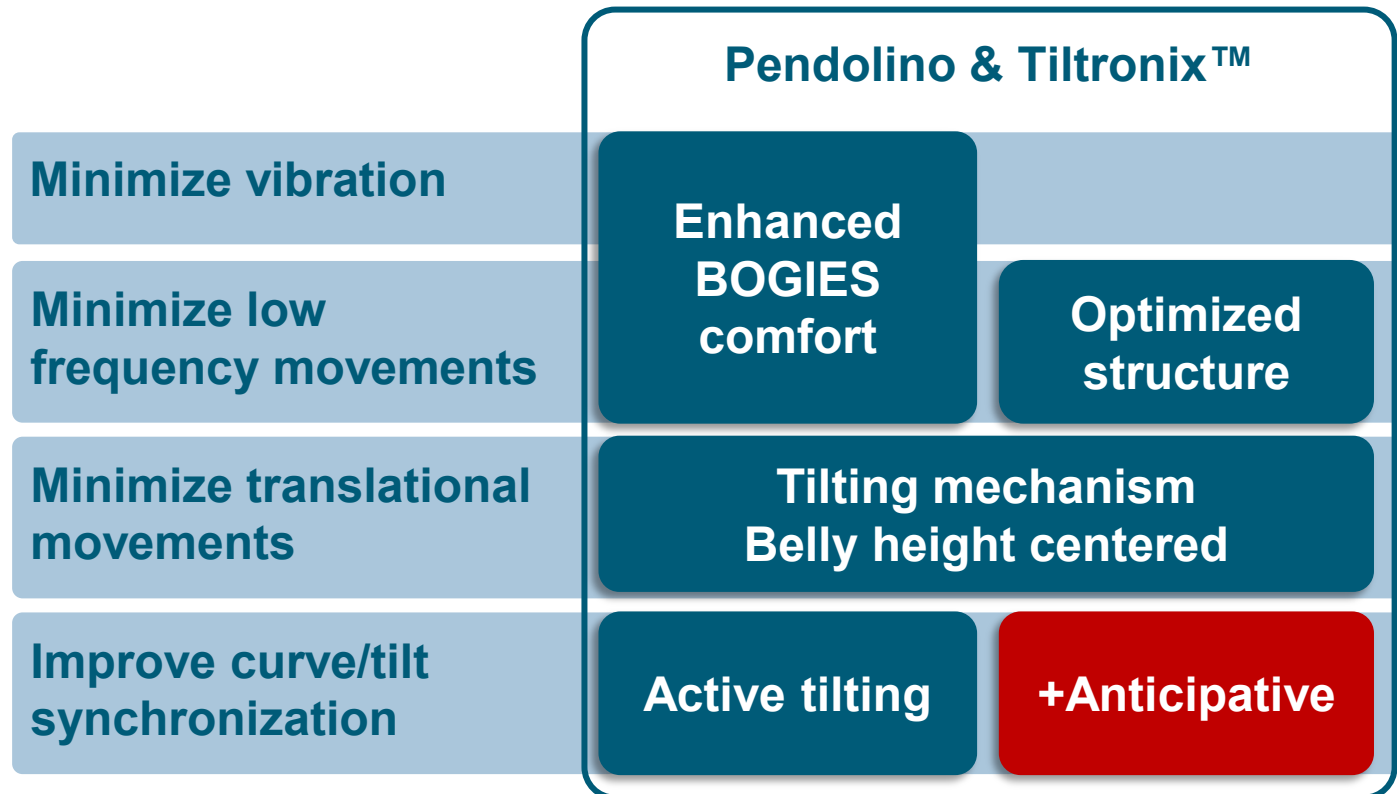 Pendolino & Tiltronix™
Minimize vibration
Enhanced
BOGIES
comfort
Minimize low
frequency movements
Optimized
structure
Minimize translational
movements
Tilting mechanism
Belly height centered
Improve curve/tilt
synchronization
Active tilting
+Anticipative